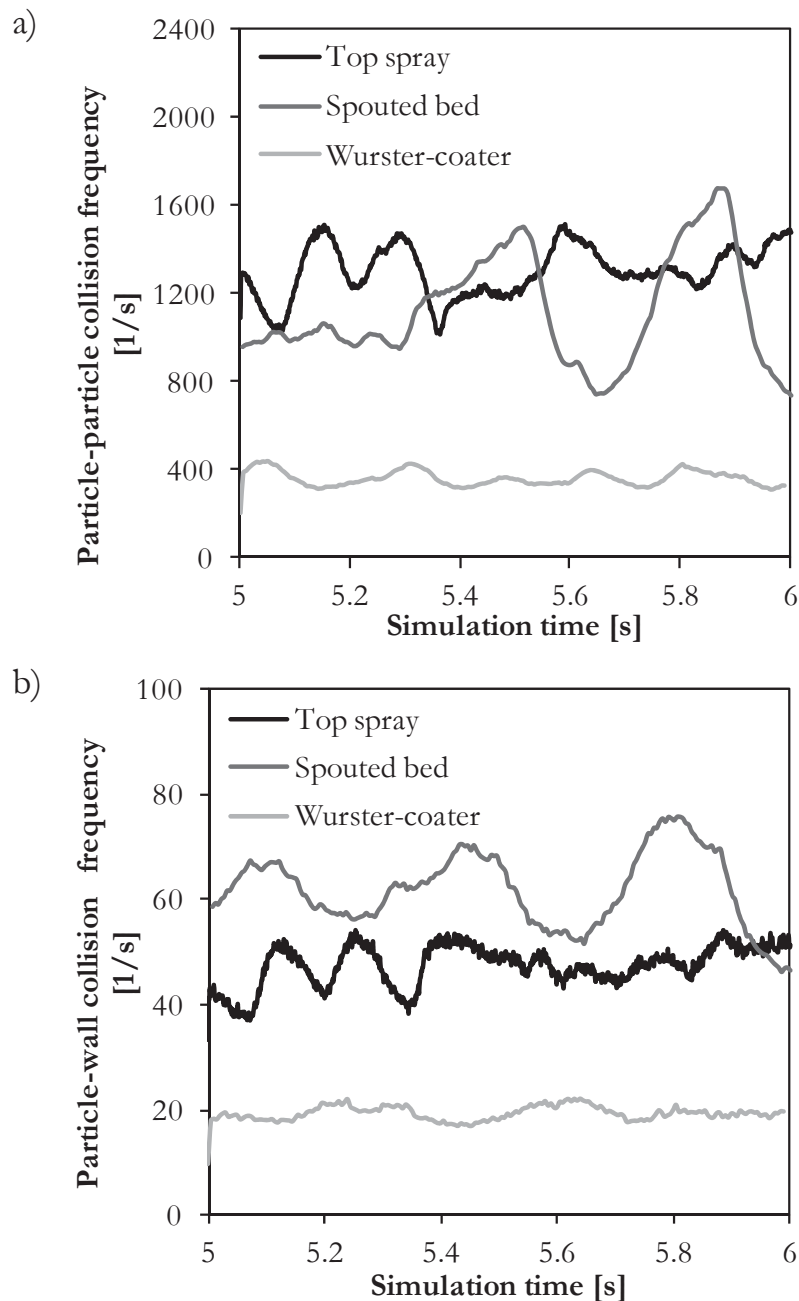 a)
2400
2000
1600
1200
800
400
0
Particle-particle collision frequency
[1/s]
Top spray
Spouted bed
Wurster-coater
5
5.2
5.4
5.6
5.8
6
Simulation time [s]
b)
100
80
60
40
20
0
Particle-wall collision frequency
[1/s]
Top spray
Spouted bed
Wurster-coater
5
5.2
5.4
5.6
5.8
6
Simulation time [s]